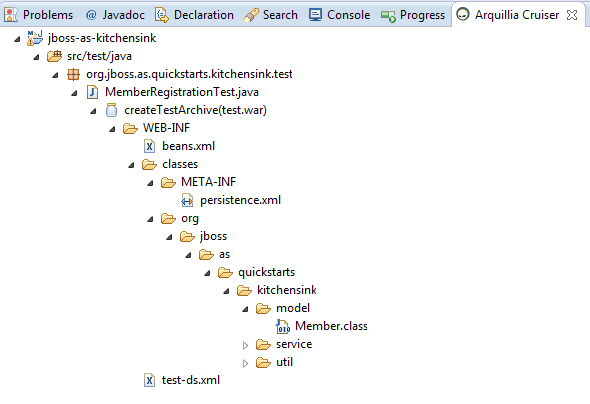 Problems @ Javadoc Declaration Search Console Progress Arquillia Cruiser
jboss-as-kitchensink
src/test/java
org.jboss.as.quickstarts.kitchensink.test
MemberRegistrationTest.java
createTestArchive(test.war)
WEB-INF
beans.xml
classes
META-INF
persistence.xml
org
jboss
as
quickstarts
kitchensink
model
Member.class
service
util
test-ds.xml